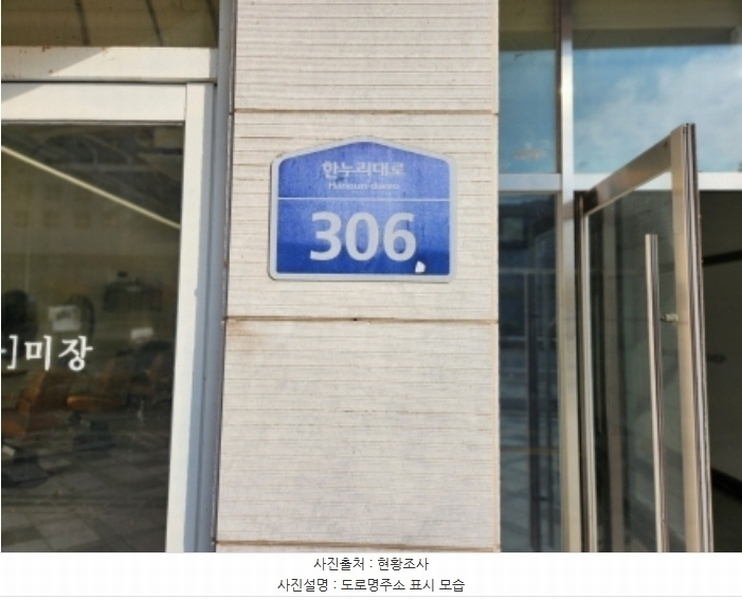 한누리대로
Hannuri-daero
306
미장
사진출처 : 현황조사
사진설명 : 도로명주소 표시 모습